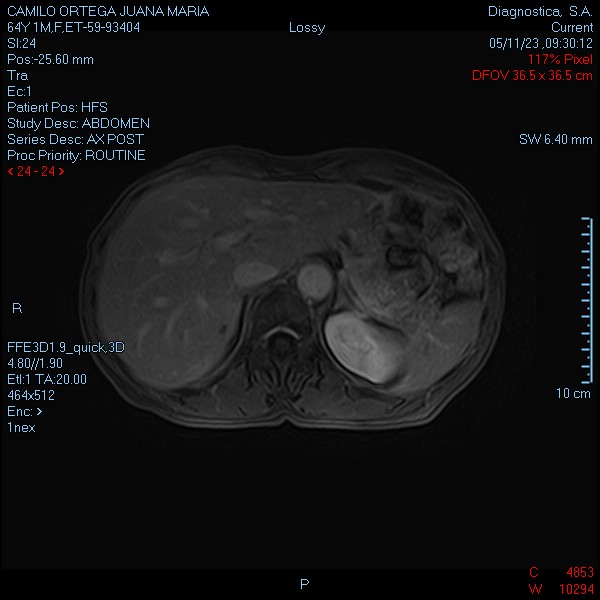 CAMILO ORTEGA JUANA MARIA
64Y 1M,F,ET-59-93404
SI:24
Pos:-25.60 mm
Tra
Ec:1
Patient Pos: HFS
Study Desc: ABDOMEN
Series Desc: AX POST
Proc Priority: ROUTINE
< 24 - 24 >
Lossy
Diagnostica, S.A.
Current
05/11/23 ,09:30:12
117% Pixel
DFOV 36.5 x 36.5 cm
SW 6.40 mm
R
FFE3D1.9_quick,3D
4.80//1.90
Etl:1 TA:20.00
464x512
Enc: >
1nex
10 cm
P
C 4853
W 10294